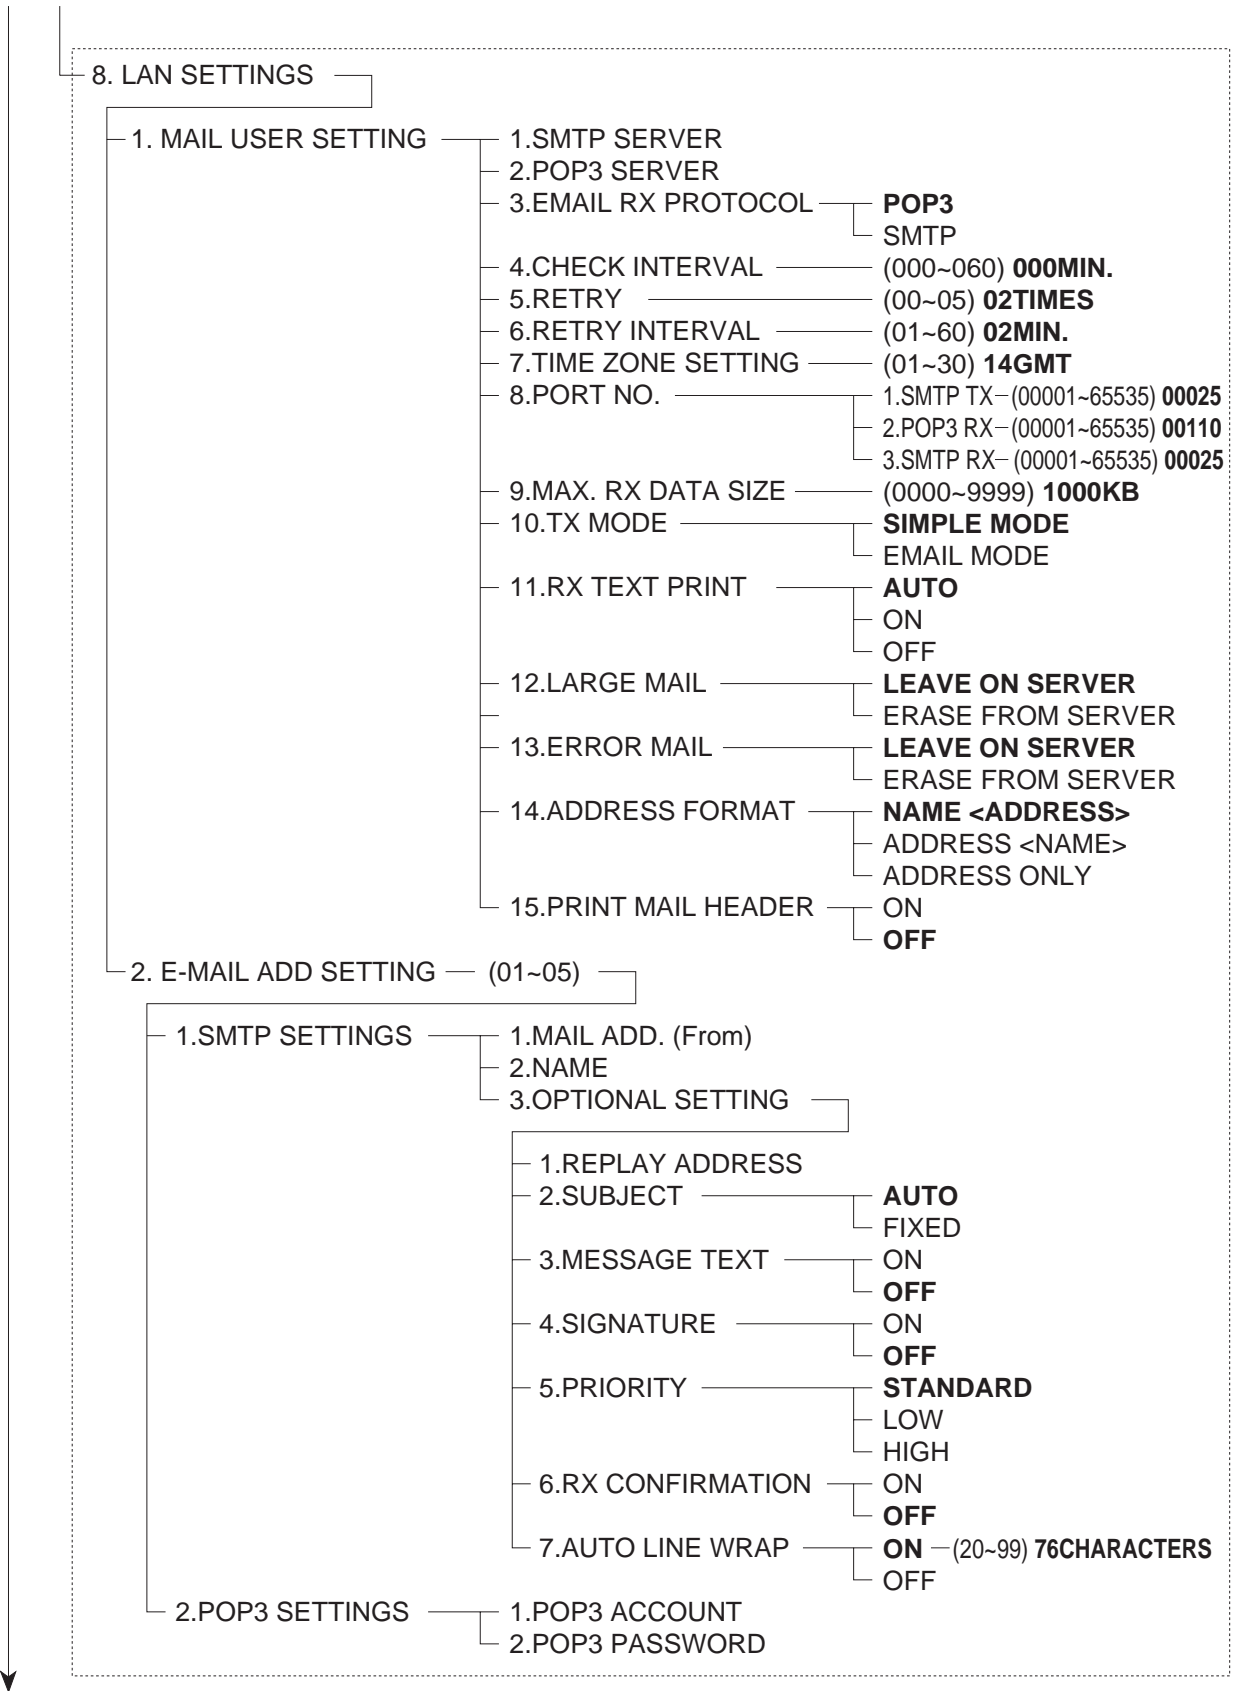 8. LAN SETTINGS
1. MAIL USER SETTING 1.SMTP SERVER
2.POP3 SERVER
3.EMAIL RX PROTOCOL POP3
SMTP
4.CHECK INTERVAL (000~060) 000MIN.
5.RETRY (00~05) 02TIMES
6.RETRY INTERVAL (01~60) 02MIN.
7.TIME ZONE SETTING (01~30) 14GMT
8.PORT NO. 1.SMTP TX (00001~65535) 00025
2.POP3 RX (00001~65535) 00110
3.SMTP RX (00001~65535) 00025
9.MAX. RX DATA SIZE (0000~9999) 1000KB
10.TX MODE SIMPLE MODE
EMAIL MODE
11.RX TEXT PRINT AUTO
ON
OFF
12.LARGE MAIL LEAVE ON SERVER
ERASE FROM SERVER
13.ERROR MAIL LEAVE ON SERVER
ERASE FROM SERVER
14.ADDRESS FORMAT NAME <ADDRESS>
ADDRESS <NAME>
ADDRESS ONLY
15.PRINT MAIL HEADER ON
OFF
2. E-MAIL ADD SETTING (01~05)
1.SMTP SETTINGS 1.MAIL ADD. (From)
2.NAME
3.OPTIONAL SETTING
1.REPLAY ADDRESS
2.SUBJECT AUTO
FIXED
3.MESSAGE TEXT ON
OFF
4.SIGNATURE ON
OFF
5.PRIORITY STANDARD
LOW
HIGH
6.RX CONFIRMATION ON
OFF
7.AUTO LINE WRAP ON (20~99) 76CHARACTERS
OFF
2.POP3 SETTINGS 1.POP3 ACCOUNT
2.POP3 PASSWORD